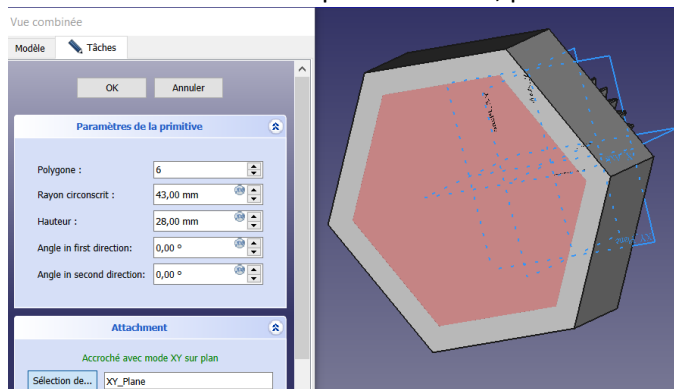 Vue combinée
Modèle Tâches
OK Annuler
Paramètres de la primitive
Polygone : 6
Rayon circonscrit : 43,00 mm
Hauteur : 28,00 mm
Angle in first direction: 0,00 °
Angle in second direction: 0,00 °
Attachment
Accroché avec mode XY sur plan
Sélection de... XY_Plane